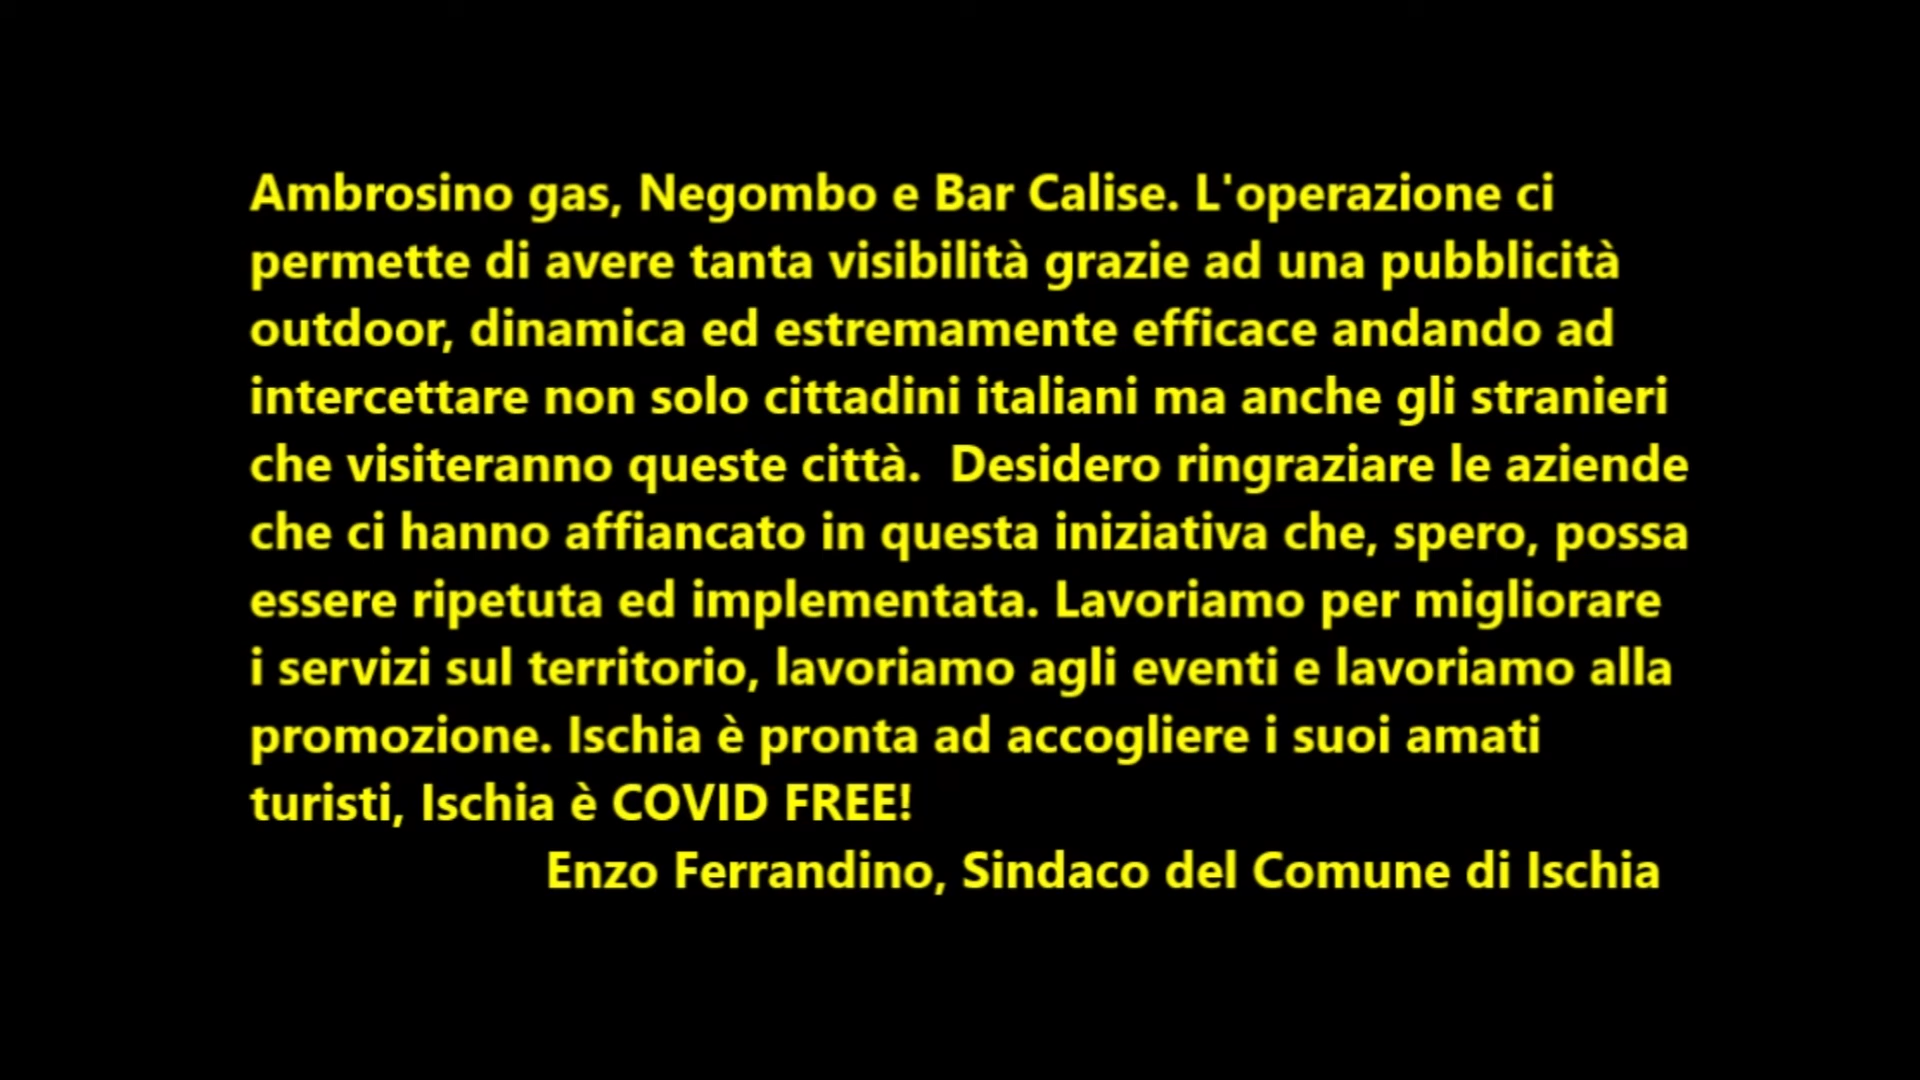 Ambrosino gas, Negombo e Bar Calise. L'operazione ci
permette di avere tanta visibilità grazie ad una pubblicità
outdoor, dinamica ed estremamente efficace andando ad
intercettare non solo cittadini italiani ma anche gli stranieri
che visiteranno queste città.  Desidero ringraziare le aziende
che ci hanno affiancato in questa iniziativa che, spero, possa
essere ripetuta ed implementata. Lavoriamo per migliorare
i servizi sul territorio, lavoriamo agli eventi e lavoriamo alla
promozione. Ischia è pronta ad accogliere i suoi amati
turisti, Ischia è COVID FREE!
Enzo Ferrandino, Sindaco del Comune di Ischia